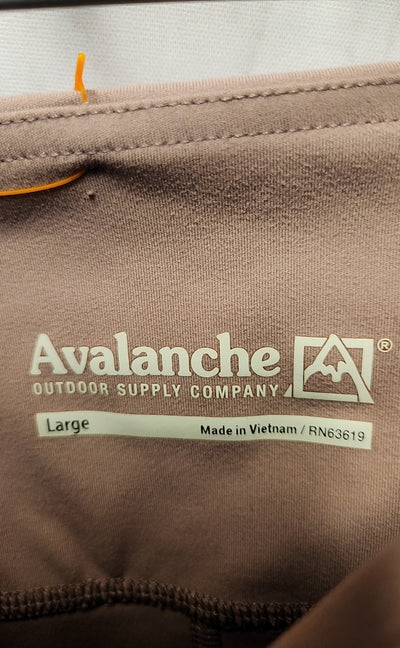 Avalanche ®
OUTDOOR SUPPLY COMPANY
Large Made in Vietnam / RN63619